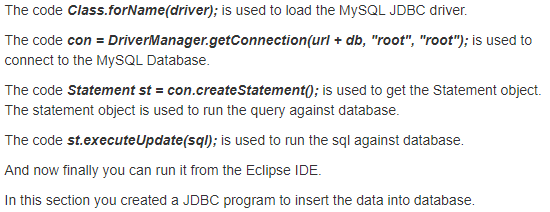 The code Class.forName(driver); is used to load the MySQL JDBC driver.
The code con = DriverManager.getConnection(url + db, "root", "root"); is used to
connect to the MySQL Database.
The code Statement st = con.createStatement(); is used to get the Statement object.
The statement object is used to run the query against database.
The code st.executeUpdate(sql); is used to run the sql against database.
And now finally you can run it from the Eclipse IDE.
In this section you created a JDBC program to insert the data into database.